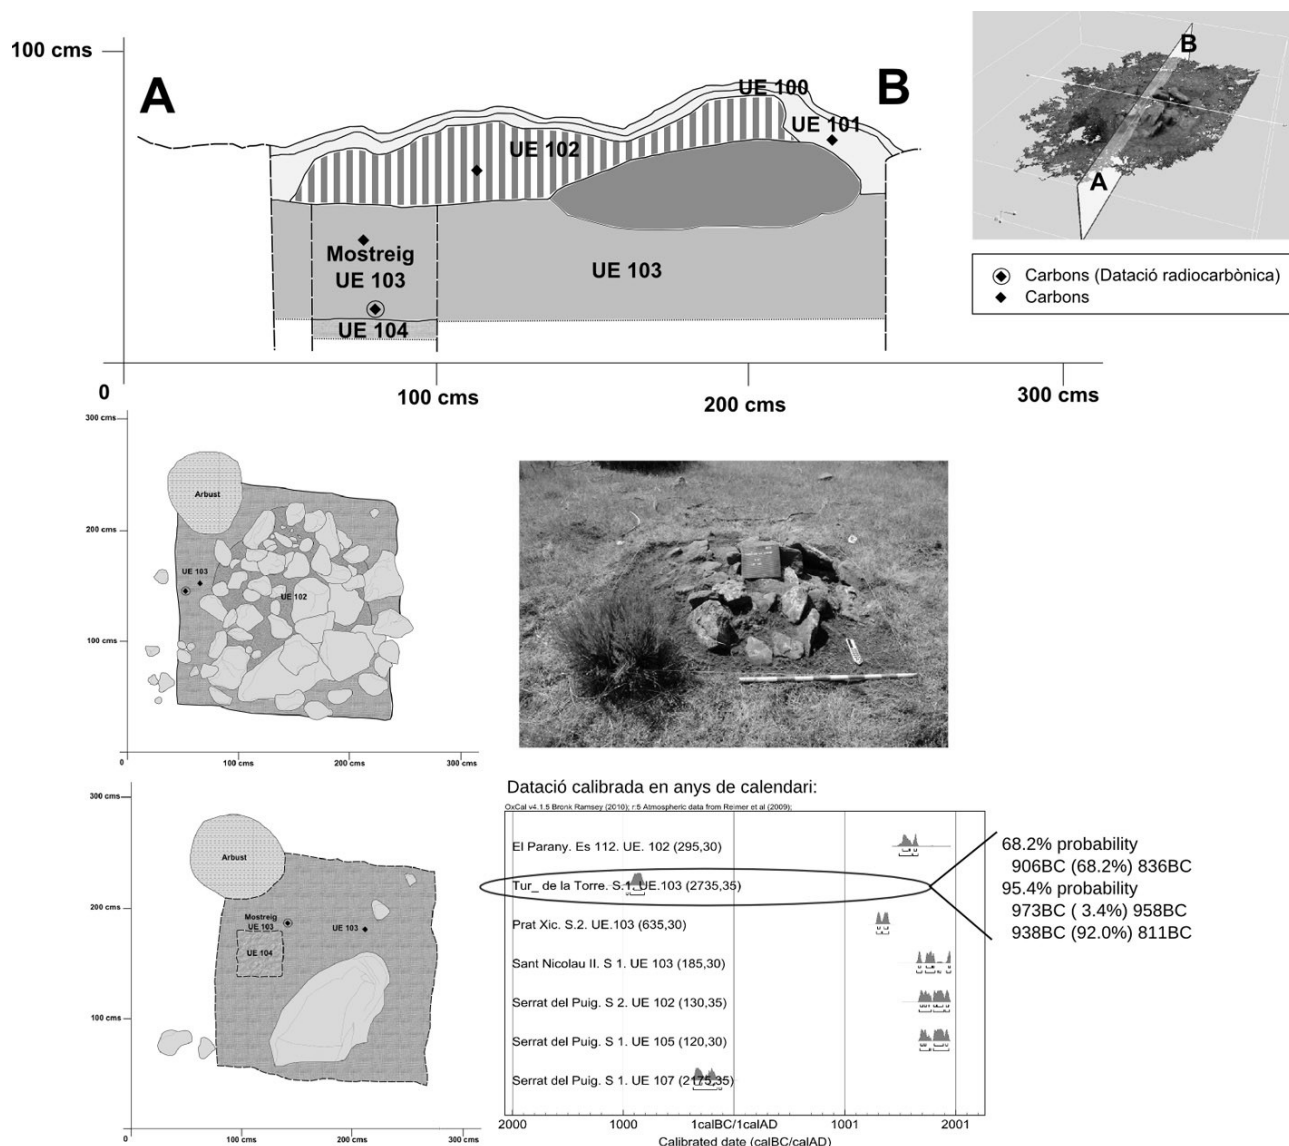 100 cms
A
B
UE 100
UE 101
UE 102
Mostreig
UE 103
UE 103
UE 104
0
100 cms
200 cms
300 cms
B
A
Carbons (Datació radiocarbònica)
Carbons
300 cms
Arbust
200 cms
UE 103
UE 102
100 cms
0
100 cms
200 cms
300 cms
300 cms
Arbust
200 cms
Mostreig
UE 103
UE 103
UE 104
100 cms
0
100 cms
200 cms
300 cms
Datació calibrada en anys de calendari:
OxCal v4.1.5 Bronk Ramsey (2010); r:5 Atmospheric data from Reimer et al (2009);
El Parany. Es 112. UE. 102 (295,30)
Tur_ de la Torre. S.1. UE.103 (2735,35)
Prat Xic. S.2. UE.103 (635,30)
Sant Nicolau II. S 1. UE 103 (185,30)
Serrat del Puig. S 2. UE 102 (130,35)
Serrat del Puig. S 1. UE 105 (120,30)
Serrat del Puig. S 1. UE 107 (2175,35)
2000
1000
1calBC/1calAD
1001
2001
Calibrated date (calBC/calAD)
68.2% probability
906BC (68.2%) 836BC
95.4% probability
973BC ( 3.4%) 958BC
938BC (92.0%) 811BC